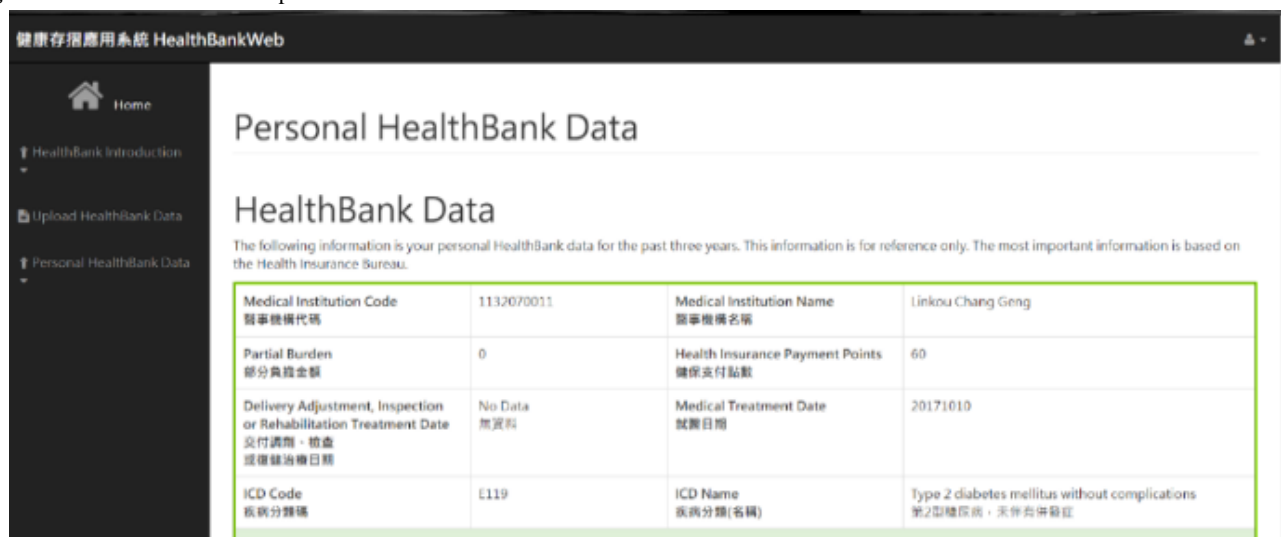 健康存摺應用系統 HealthBankWeb
Home
HealthBank Introduction
Upload HealthBank Data
Personal HealthBank Data
Personal HealthBank Data
HealthBank Data
The following information is your personal HealthBank data for the past three years. This information is for reference only. The most important information is based on
the Health Insurance Bureau.
Medical Institution Code
醫事機構代碼
1132070011
Medical Institution Name
醫事機構名稱
Linkou Chang Geng
Partial Burden
部分負擔金額
0
Health Insurance Payment Points
健保支付點數
60
Delivery Adjustment, Inspection
or Rehabilitation Treatment Date
交付調劑、檢查
或復健治療日期
No Data
無資料
Medical Treatment Date
就醫日期
20171010
ICD Code
疾病分類碼
E119
ICD Name
疾病分類(名稱)
Type 2 diabetes mellitus without complications
第2型糖尿病，未伴有併發症